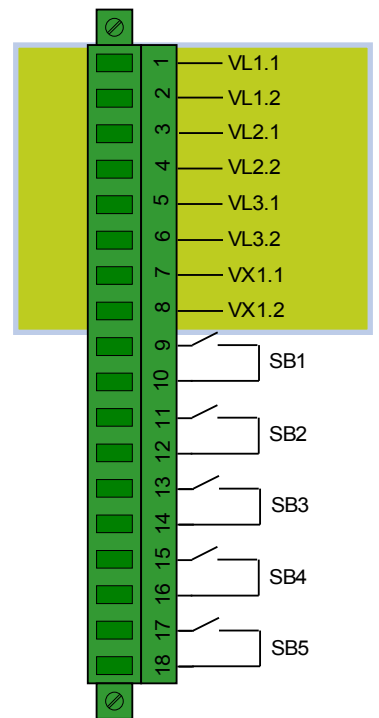 1 VL1.1
2 VL1.2
3 VL2.1
4 VL2.2
5 VL3.1
6 VL3.2
7 VX1.1
8 VX1.2
9
SB1
10
11
SB2
12
13
SB3
14
15
SB4
16
17
SB5
18